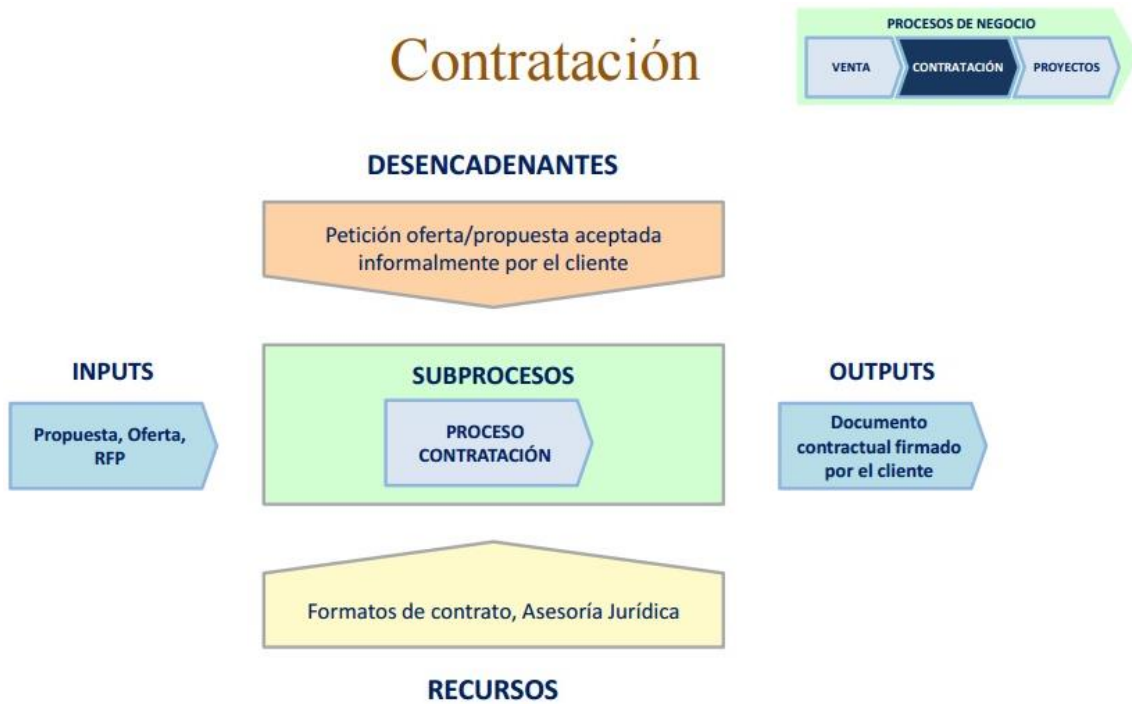 Contratación
PROCESOS DE NEGOCIO
VENTA
CONTRATACIÓN
PROYECTOS
DESENCADENANTES
Petición oferta/propuesta aceptada
informalmente por el cliente
INPUTS
Propuesta, Oferta,
RFP
SUBPROCESOS
PROCESO
CONTRATACIÓN
OUTPUTS
Documento
contractual firmado
por el cliente
Formatos de contrato, Asesoría Jurídica
RECURSOS